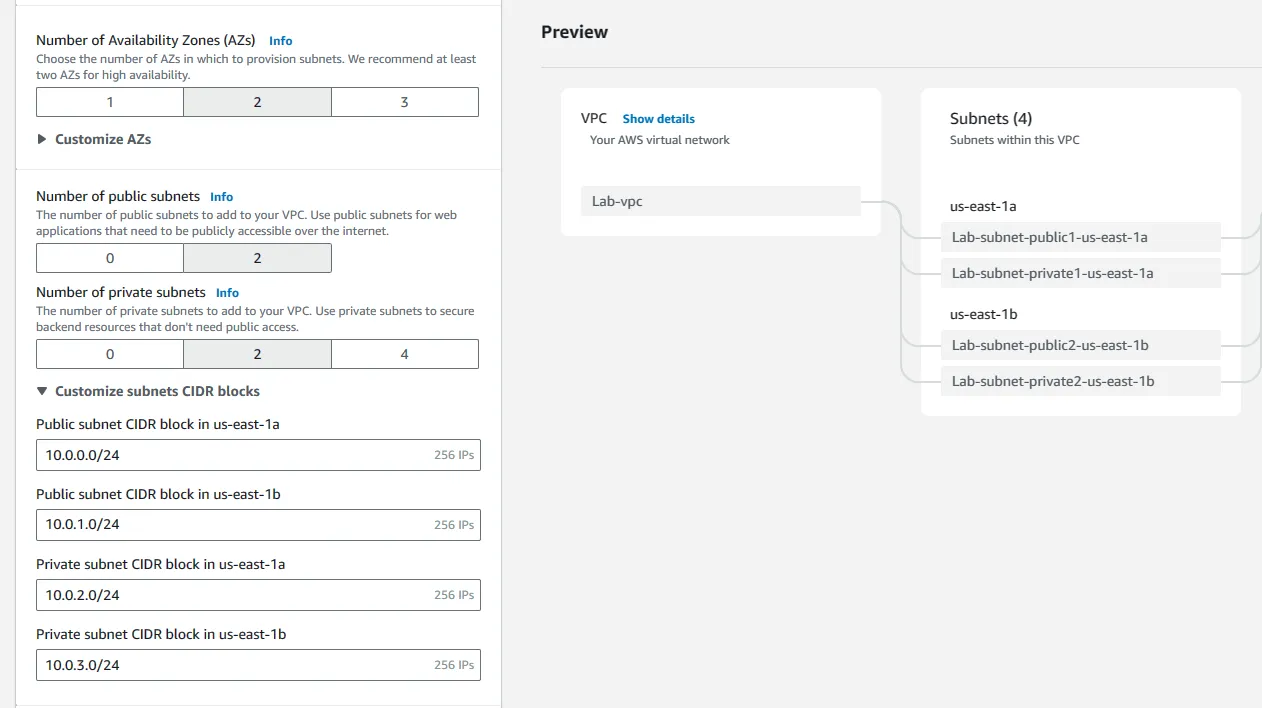 Number of Availability Zones (AZs) Info
Choose the number of AZs in which to provision subnets. We recommend at least
two AZs for high availability.
1 2 3
Customize AZs
Number of public subnets Info
The number of public subnets to add to your VPC. Use public subnets for web
applications that need to be publicly accessible over the internet.
0 2
Number of private subnets Info
The number of private subnets to add to your VPC. Use private subnets to secure
backend resources that don't need public access.
0 2 4
Customize subnets CIDR blocks
Public subnet CIDR block in us-east-1a
10.0.0.0/24 256 IPs
Public subnet CIDR block in us-east-1b
10.0.1.0/24 256 IPs
Private subnet CIDR block in us-east-1a
10.0.2.0/24 256 IPs
Private subnet CIDR block in us-east-1b
10.0.3.0/24 256 IPs
Preview
VPC Show details
Your AWS virtual network
Lab-vpc
Subnets (4)
Subnets within this VPC
us-east-1a
Lab-subnet-public1-us-east-1a
Lab-subnet-private1-us-east-1a
us-east-1b
Lab-subnet-public2-us-east-1b
Lab-subnet-private2-us-east-1b